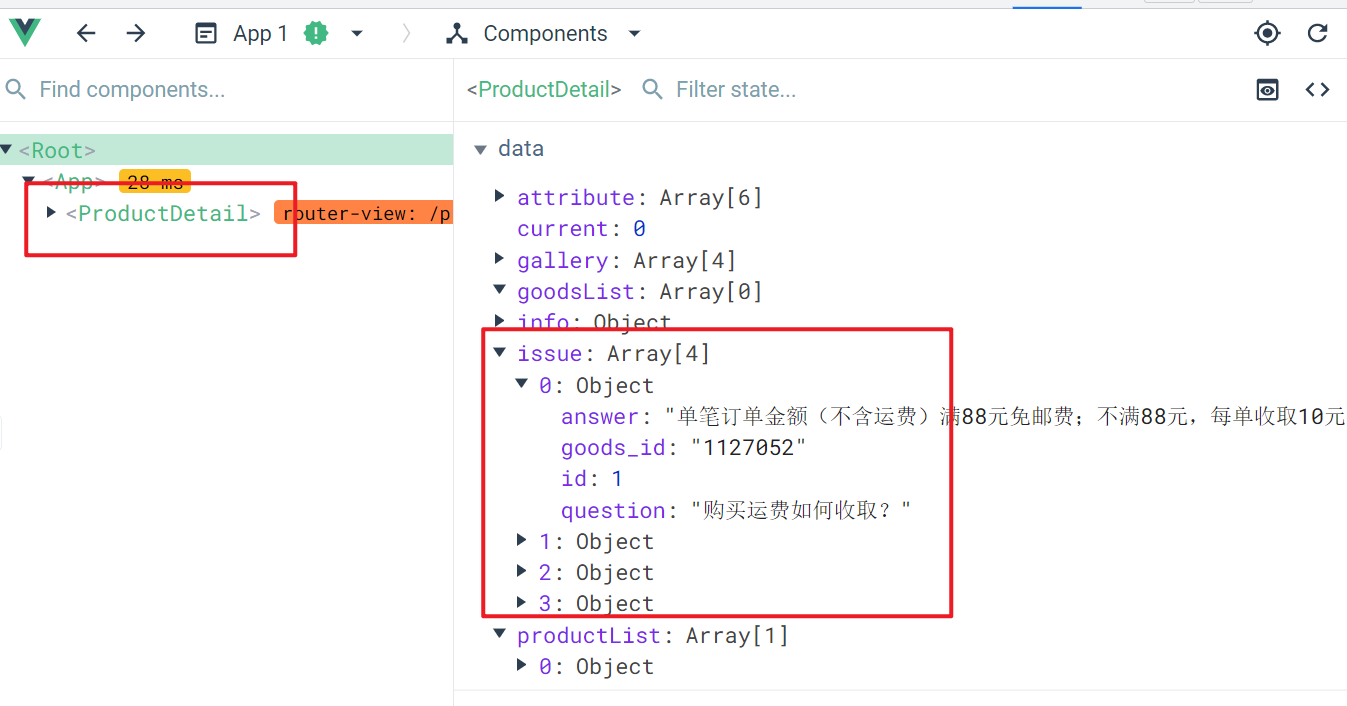 App 1
Components
Find components...
<ProductDetail>
Filter state...
<Root>
<App> 28 ms
<ProductDetail> router-view: /p
data
attribute: Array[6]
current: 0
gallery: Array[4]
goodsList: Array[0]
info: Object
issue: Array[4]
0: Object
answer: "单笔订单金额（不含运费）满88元免邮费；不满88元，每单收取10元
goods_id: "1127052"
id: 1
question: "购买运费如何收取？"
1: Object
2: Object
3: Object
productList: Array[1]
0: Object